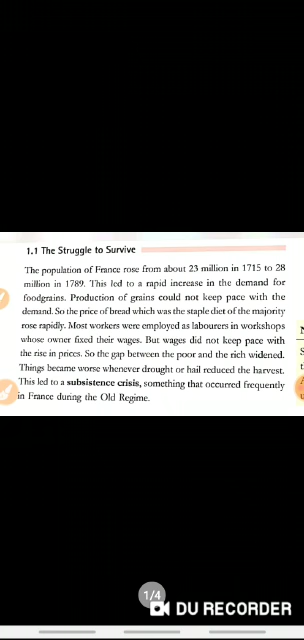 1.1 The Struggle to Survive
The population of France rose from about 23 million in 1715 to 28
million in 1789. This led to a rapid increase in the demand for
foodgrains. Production of grains could not keep pace with the
demand. So the price of bread which was the staple diet of the majority
rose rapidly. Most workers were employed as labourers in workshops
whose owner fixed their wages. But wages did not keep pace with
the rise in prices. So the gap between the poor and the rich widened.
Things became worse whenever drought or hail reduced the harvest.
This led to a subsistence crisis, something that occurred frequently
in France during the Old Regime.
1/4
DU RECORDER